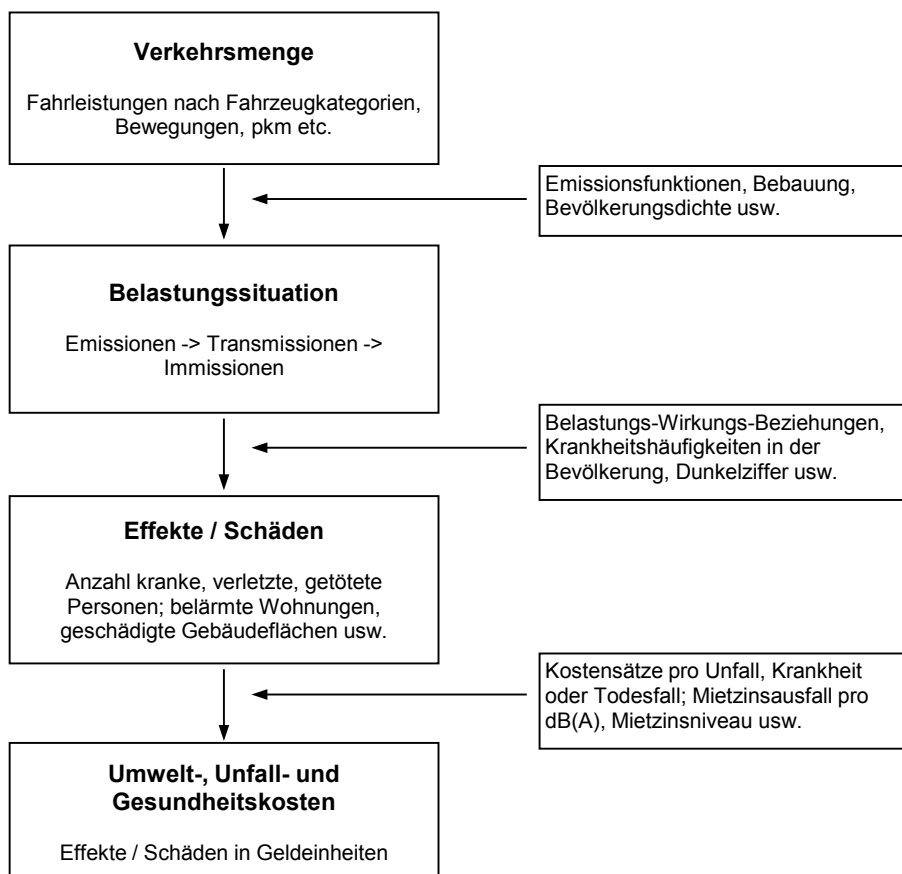 Verkehrsmenge
Fahrleistungen nach Fahrzeugkategorien,
Bewegungen, pkm etc.
Emissionsfunktionen, Bebauung,
Bevölkerungsdichte usw.
Belastungssituation
Emissionen -> Transmissionen ->
Immissionen
Belastungs-Wirkungs-Beziehungen,
Krankheitshäufigkeiten in der
Bevölkerung, Dunkelziffer usw.
Effekte / Schäden
Anzahl kranke, verletzte, getötete
Personen; belärmte Wohnungen,
geschädigte Gebäudeflächen usw.
Kostensätze pro Unfall, Krankheit
oder Todesfall; Mietzinsausfall pro
dB(A), Mietzinsniveau usw.
Umwelt-, Unfall- und
Gesundheitskosten
Effekte / Schäden in Geldeinheiten